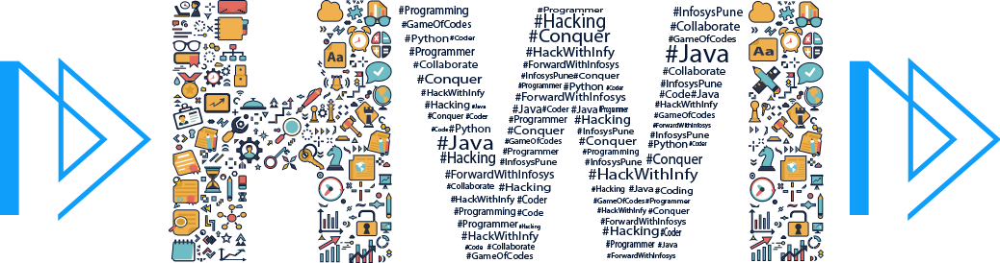 #Programming
#GameOfCodes
#Python #Coder
#Programmer
#Collaborate
#Conquer
#HackWithInfy
#Hacking #Java
#Conquer #Coder
#Code #Python
#Java
#Hacking
#ForwardWithInfosys
#Collaborate #Hacking
#HackWithInfy #Coder
#Programming #Code
#Programmer #Hacking
#HackWithInfy
#Code #Collaborate
#GameOfCodes
#Programmer
#Hacking
#Conquer
#HackWithInfy
#ForwardWithInfosys
#InfosysPune #Conquer
#Programmer #Python #Coder
#ForwardWithInfosys
#Java #Coder #Java #Programmer
#Programmer #Hacking
#Conquer #InfosysPune
#GameOfCodes #Conquer
#Programmer #Programming
#InfosysPune #InfosysPune
#InfosysPune
#Collaborate
#GameOfCodes
#Java
#Collaborate
#InfosysPune
#Code #Java
#HackWithInfy
#GameOfCodes
#ForwardWithInfosys
#InfosysPune
#Python #Coder
#Conquer
#HackWithInfy
#Hacking #Java #Coding
#GameOfCodes #Programmer
#HackWithInfy #Conquer
#ForwardWithInfosys
#Hacking #Coder
#Programmer #Java
#ForwardWithInfosys
Aa
Aa